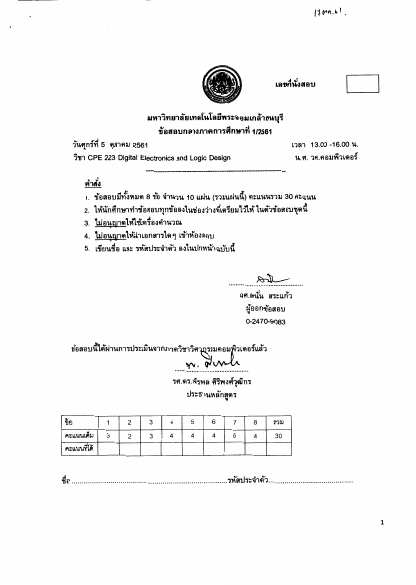 เลขที่นั่งสอบ
มหาวิทยาลัยเทคโนโลยีพระจอมเกล้าธนบุรี
ข้อสอบกลางภาคการศึกษาที่ 1/2561
วันศุกร์ที่ 5 ตุลาคม 2561 เวลา 13.00-16.00 น.
วิชา CPE 223 Digital Electronics and Logic Design น.ศ. วศ.คอมพิวเตอร์
คำสั่ง
1. ข้อสอบมีทั้งหมด 8 ข้อ จำนวน 10 แผ่น (รวมแผ่นนี้) คะแนนรวม 30 คะแนน
2. ให้นักศึกษาทำข้อสอบทุกข้อลงในช่องว่างที่เตรียมไว้ให้ ในตัวข้อสอบชุดนี้
3. ไม่อนุญาตให้ใช้เครื่องคำนวณ
4. ไม่อนุญาตให้นำเอกสารใดๆ เข้าห้องสอบ
5. เขียนชื่อ และ รหัสประจำตัว ลงในปกหน้าฉบับนี้
ผศ.สนั่น สระแก้ว
ผู้ออกข้อสอบ
0-2470-9083
ข้อสอบนี้ได้ผ่านการประเมินจากภาควิชาวิศวกรรมคอมพิวเตอร์แล้ว
รศ.ดร.พีรพล ศิริพงศ์วุฒิกร
ประธานหลักสูตร
ข้อ 1 2 3 4 5 6 7 8 รวม
คะแนนเต็ม 3 2 3 4 4 4 5 4 30
คะแนนที่ได้
ชื่อ ................................................................รหัสประจำตัว................................
1